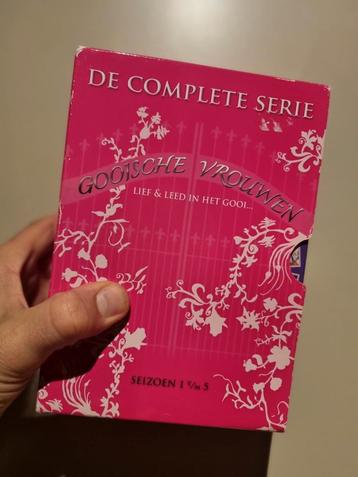 DE COMPLETE SERIE
GOOISCHE VROUWEN
LIEF & LEED IN HET GOOI...
SEIZOEN 1 t/m 5